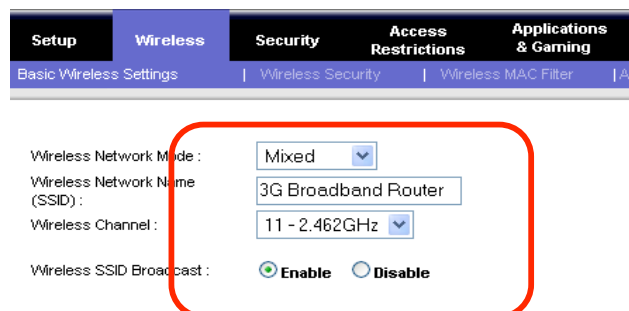 Setup Wireless Security Access Restrictions Applications & Gaming
Basic Wireless Settings | Wireless Security | Wireless MAC Filter | A
Wireless Network Mode : Mixed
Wireless Network Name (SSID) : 3G Broadband Router
Wireless Channel : 11 - 2.462GHz
Wireless SSID Broadcast : Enable Disable